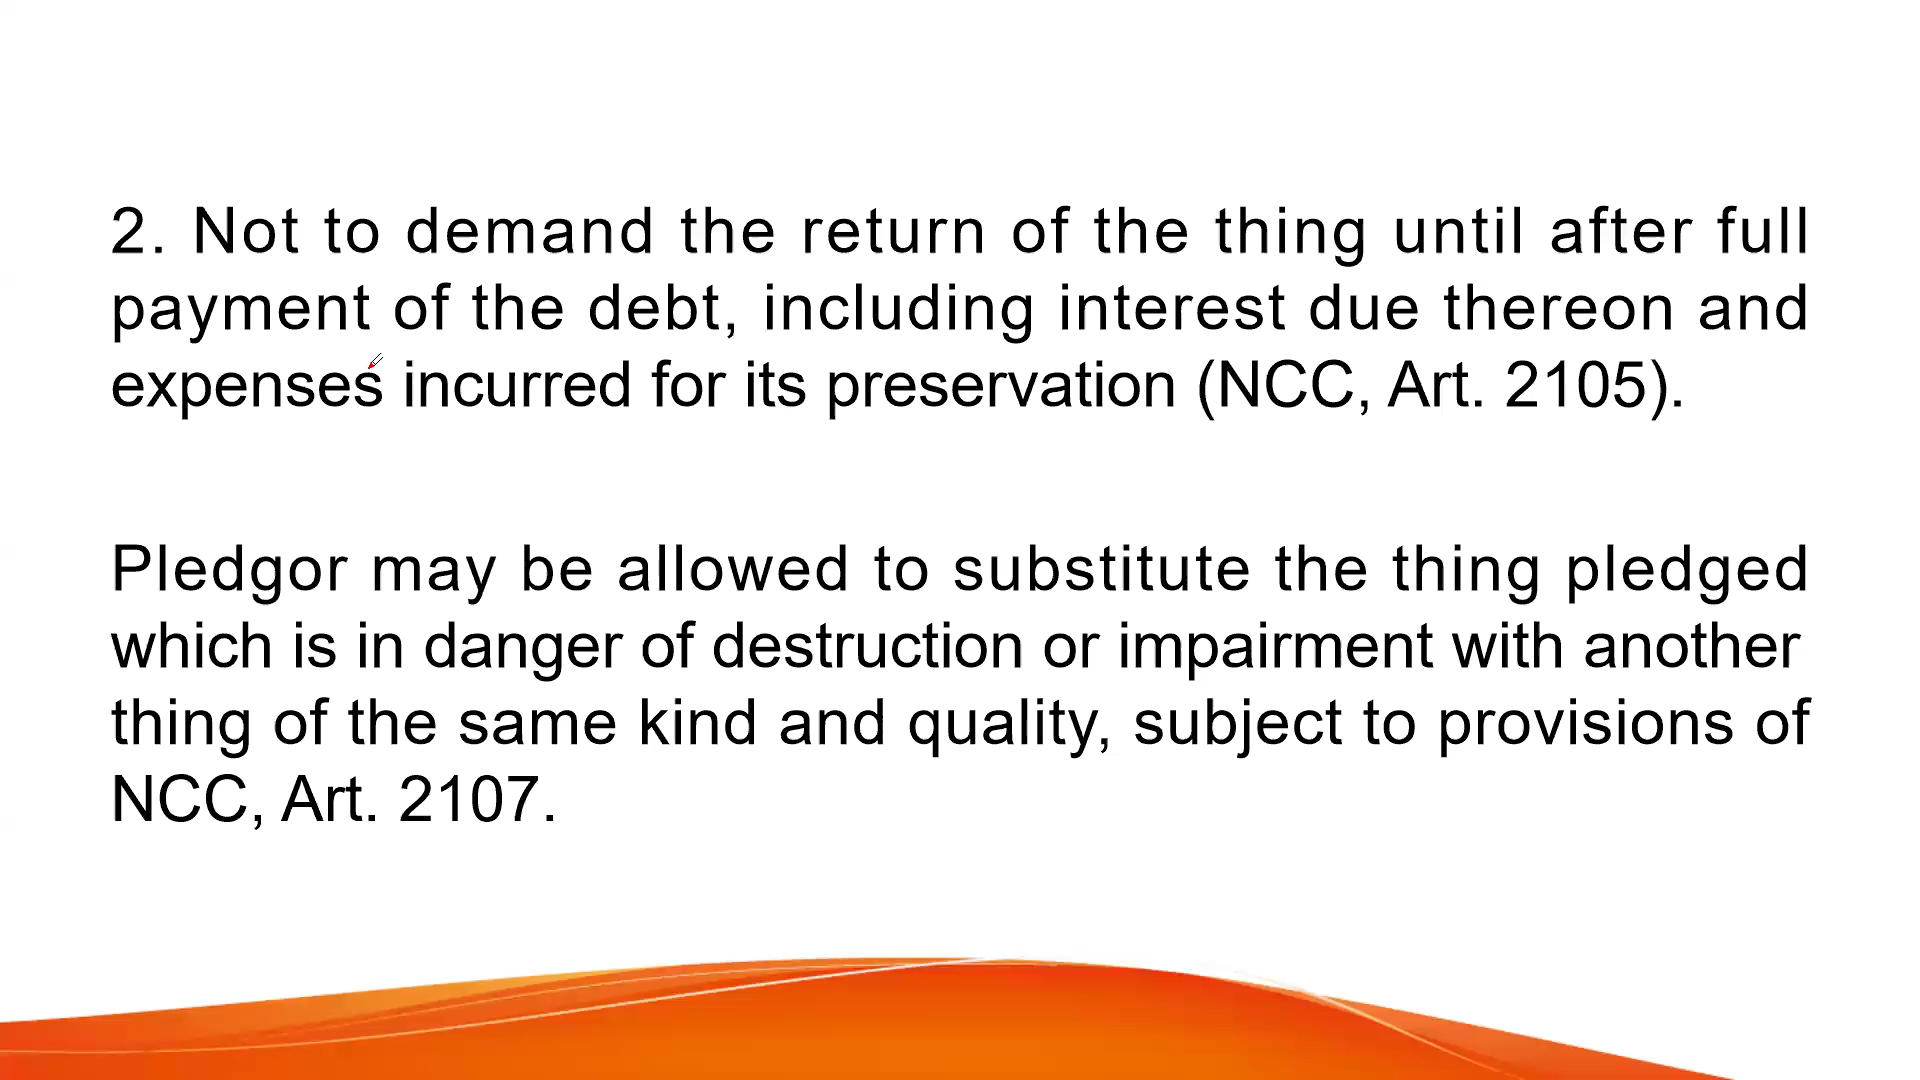 2. Not to demand the return of the thing until after full
payment of the debt, including interest due thereon and
expenses incurred for its preservation (NCC, Art. 2105).
Pledgor may be allowed to substitute the thing pledged
which is in danger of destruction or impairment with another
thing of the same kind and quality, subject to provisions of
NCC, Art. 2107.